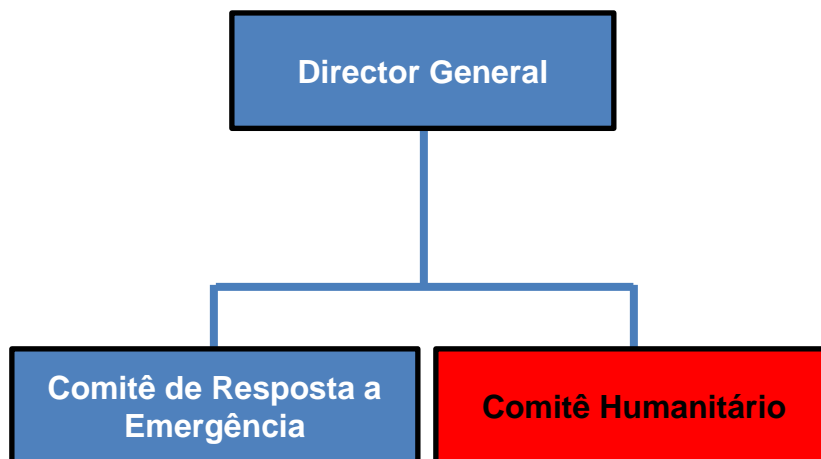 Director General
Comitê de Resposta a
Emergência
Comitê Humanitário